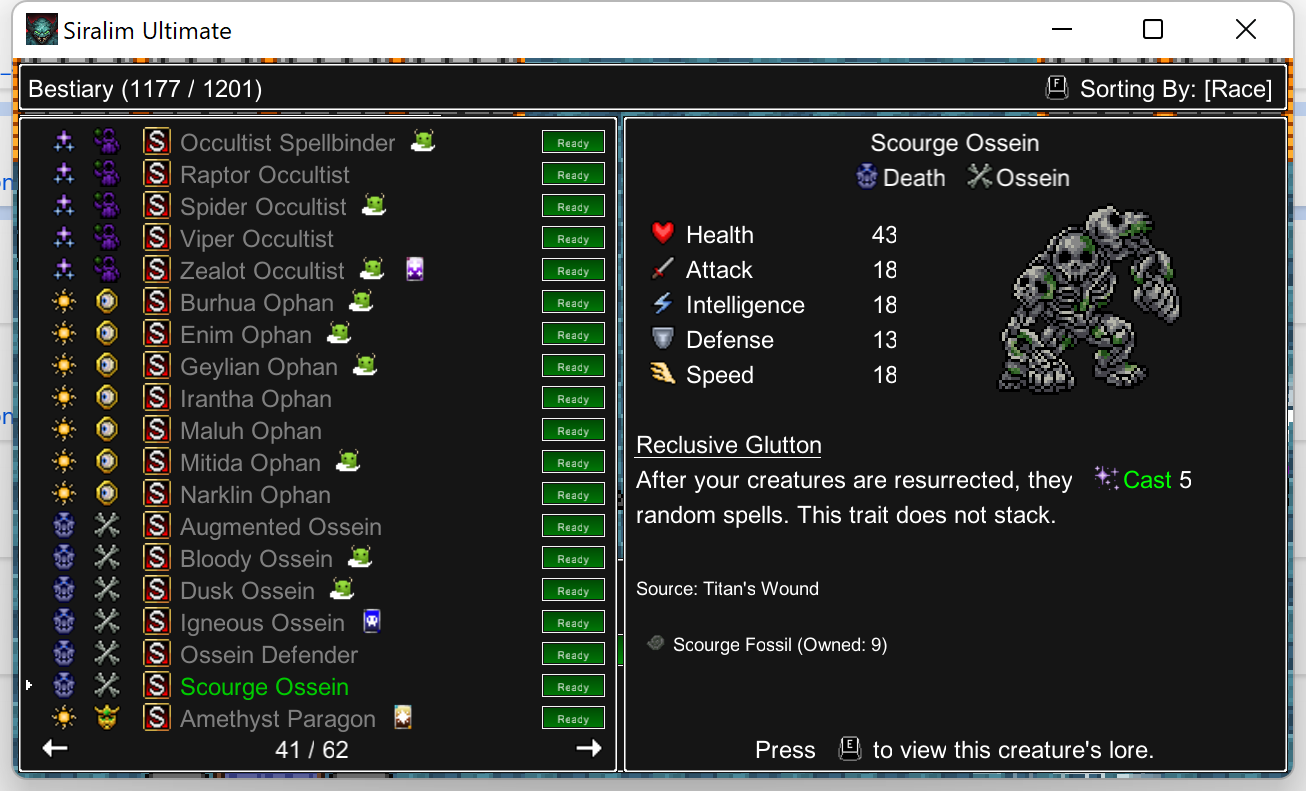 Siralim Ultimate
Bestiary (1177 / 1201)
F Sorting By: [Race]
S Occultist Spellbinder Ready
S Raptor Occultist Ready
S Spider Occultist Ready
S Viper Occultist Ready
S Zealot Occultist Ready
S Burhua Ophan Ready
S Enim Ophan Ready
S Geylian Ophan Ready
S Irantha Ophan Ready
S Maluh Ophan Ready
S Mitida Ophan Ready
S Narklin Ophan Ready
S Augmented Ossein Ready
S Bloody Ossein Ready
S Dusk Ossein Ready
S Igneous Ossein Ready
S Ossein Defender Ready
S Scourge Ossein Ready
S Amethyst Paragon Ready
41 / 62
Scourge Ossein
Death Ossein
Health 43
Attack 18
Intelligence 18
Defense 13
Speed 18
Reclusive Glutton
After your creatures are resurrected, they Cast 5
random spells. This trait does not stack.
Source: Titan's Wound
Scourge Fossil (Owned: 9)
Press E to view this creature's lore.